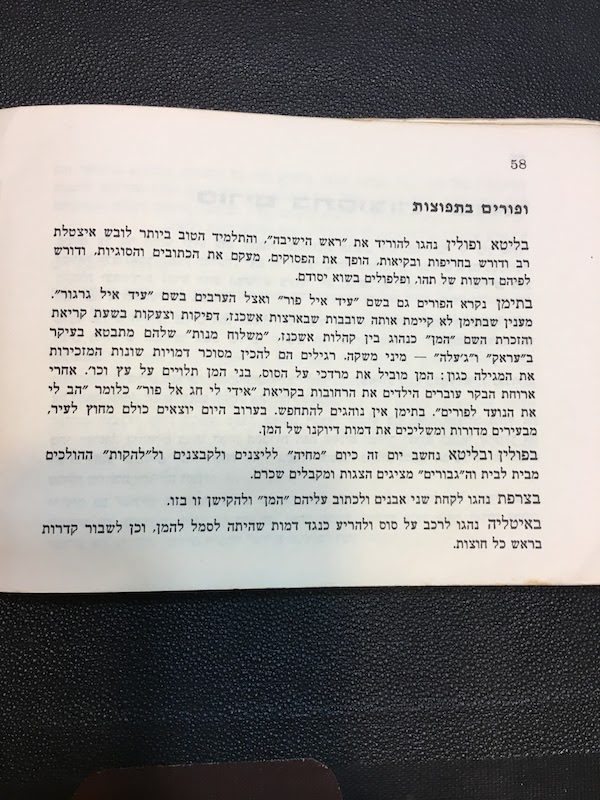 58
ופורים בתפוצות
בליטא ופולין נהגו להוריד את ״ראש הישיבה״, והתלמיד הטוב ביותר לובש איצטלת
רב ודורש בחריפות ובקיאות, הופך את הפסוקים, מעקם את הכתובים והסוגיות, ודורש
לפיהם דרשות של תהו, ופלפולים בשוא יסודם.
בתימן נקרא הפורים גם בשם ״עיד איל פור״ ואצל הערבים בשם ״עיד איל גרגור״.
מענין שבתימן לא קיימת אותה שובבות שבארצות אשכנז, דפיקות וצעקות בשעת קריאת
והזכרת השם ״המן״ כנהוג בין קהלות אשכנז, ״משלוח מנות״ שלהם מתבטא בעיקר
ב״עראק״ ו״ג׳עלה״ — מיני משקה. רגילים הם להכין מסוכר דמויות שונות המזכירות
את המגילה כגון: המן מוביל את מרדכי על הסוס, בני המן תלויים על עץ וכו׳. אחרי
ארוחת הבקר עוברים הילדים את הרחובות בקריאת ״אידי לי חג אל פור״ כלומר ״הב לי
את הנועד לפורים״. בתימן אין נוהגים להתחפש. בערוב היום יוצאים כולם מחוץ לעיר,
מבעירים מדורות ומשליכים את דמות דיוקנו של המן.
בפולין ובליטא נחשב יום זה כיום ״מחיה״ לליצנים ולקבצנים ול״להקות״ ההולכים
מבית לבית וה״גבורים״ מציגים הצגות ומקבלים שכרם.
בצרפת נהגו לקחת שני אבנים ולכתוב עליהם ״המן״ ולהקישן זו בזו.
באיטליה נהגו לרכב על סוס ולהריע כנגד דמות שהיתה לסמל להמן, וכן לשבור קדרות
בראש כל חוצות.